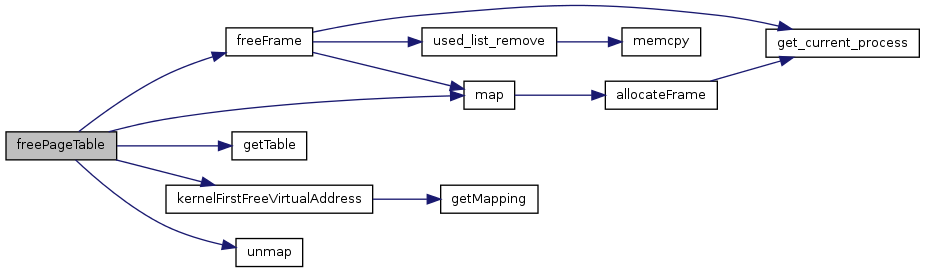 freePageTable
freeFrame
used_list_remove
memcpy
get_current_process
map
allocateFrame
getTable
kernelFirstFreeVirtualAddress
getMapping
unmap